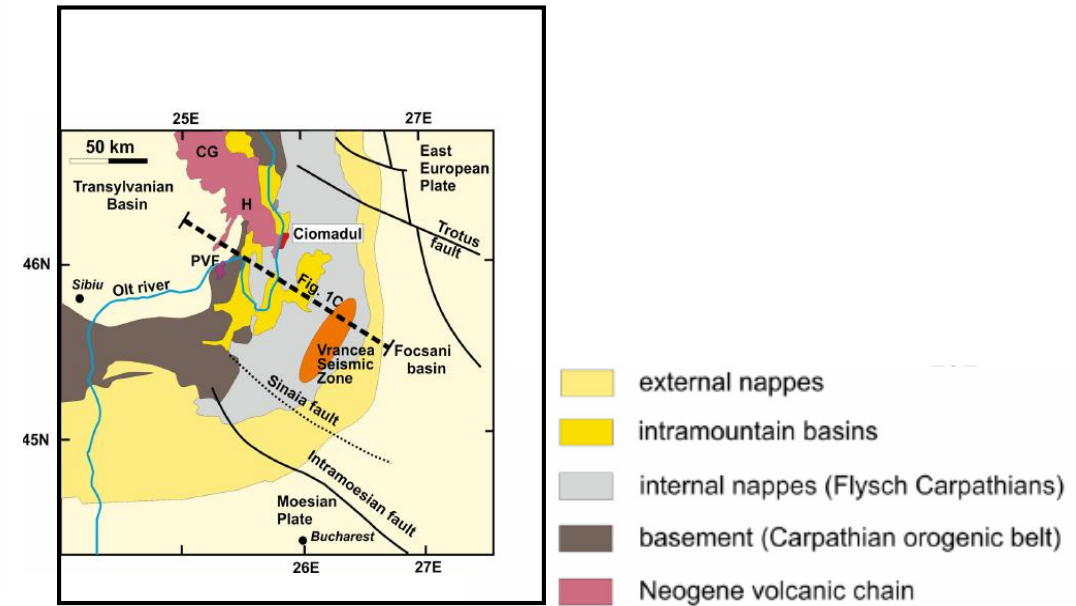 25E
27E
50 km
CG
East
European
Plate
Transylvanian
Basin
H
Trotus
fault
Ciomadul
46N
PVF
Sibiu
Olt river
Fig. 1C
Vrancea
Seismic
Zone
Focsani
basin
Sinaia fault
45N
Intramoesian fault
Moesian
Plate
Bucharest
26E
27E
external nappes
intramountain basins
internal nappes (Flysch Carpathians)
basement (Carpathian orogenic belt)
Neogene volcanic chain